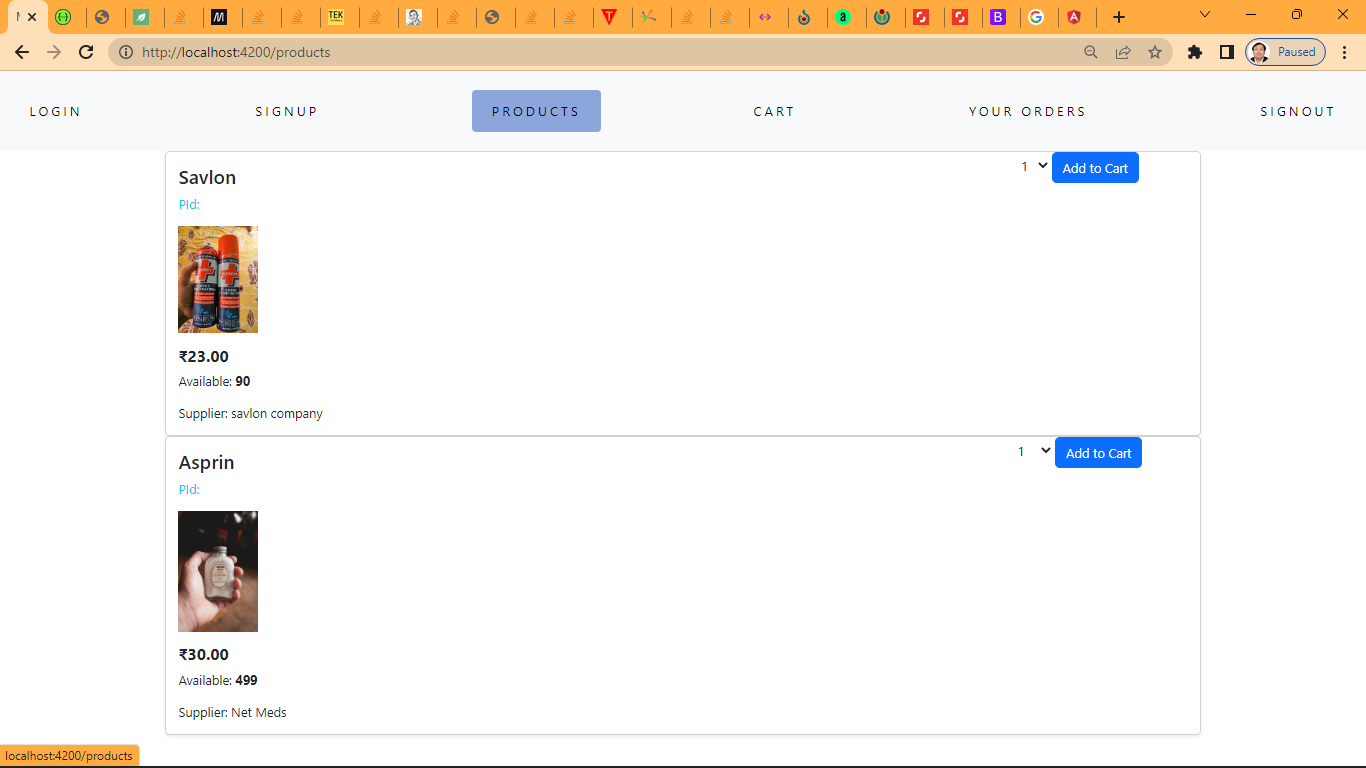 TEK
http://localhost:4200/products
Paused
LOGIN
SIGNUP
PRODUCTS
CART
YOUR ORDERS
SIGNOUT
Savlon
1
Add to Cart
PId:
₹23.00
Available: 90
Supplier: savlon company
Asprin
1
Add to Cart
PId:
₹30.00
Available: 499
Supplier: Net Meds
localhost:4200/products